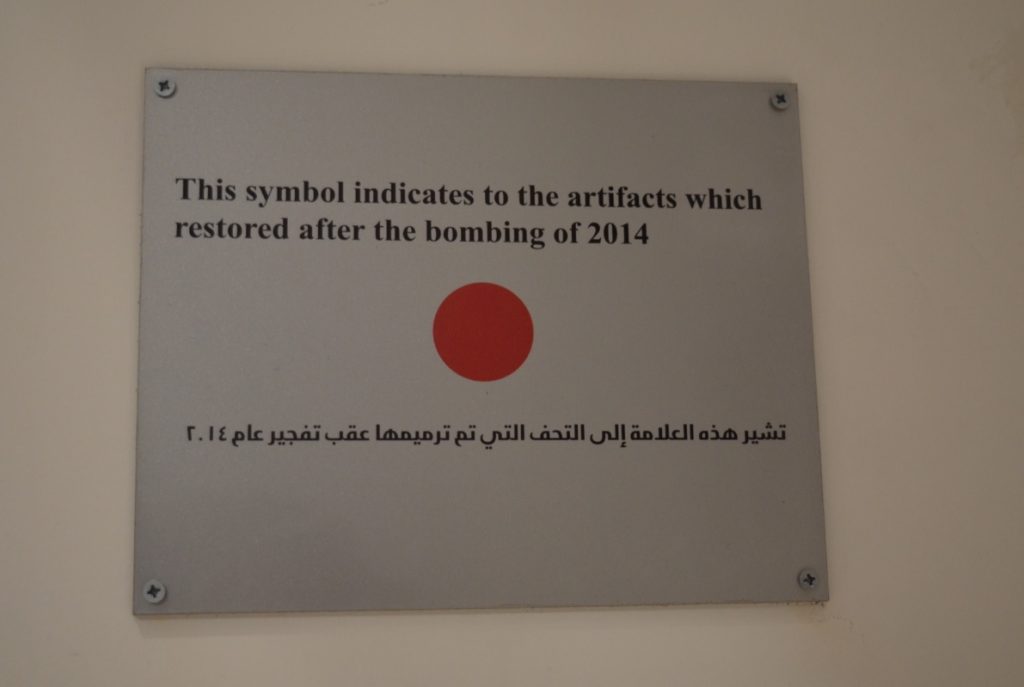 This symbol indicates to the artifacts which
restored after the bombing of 2014
تشير هذه العلامة إلى التحف التي تم ترميمها عقب تفجير عام ٢٠١٤